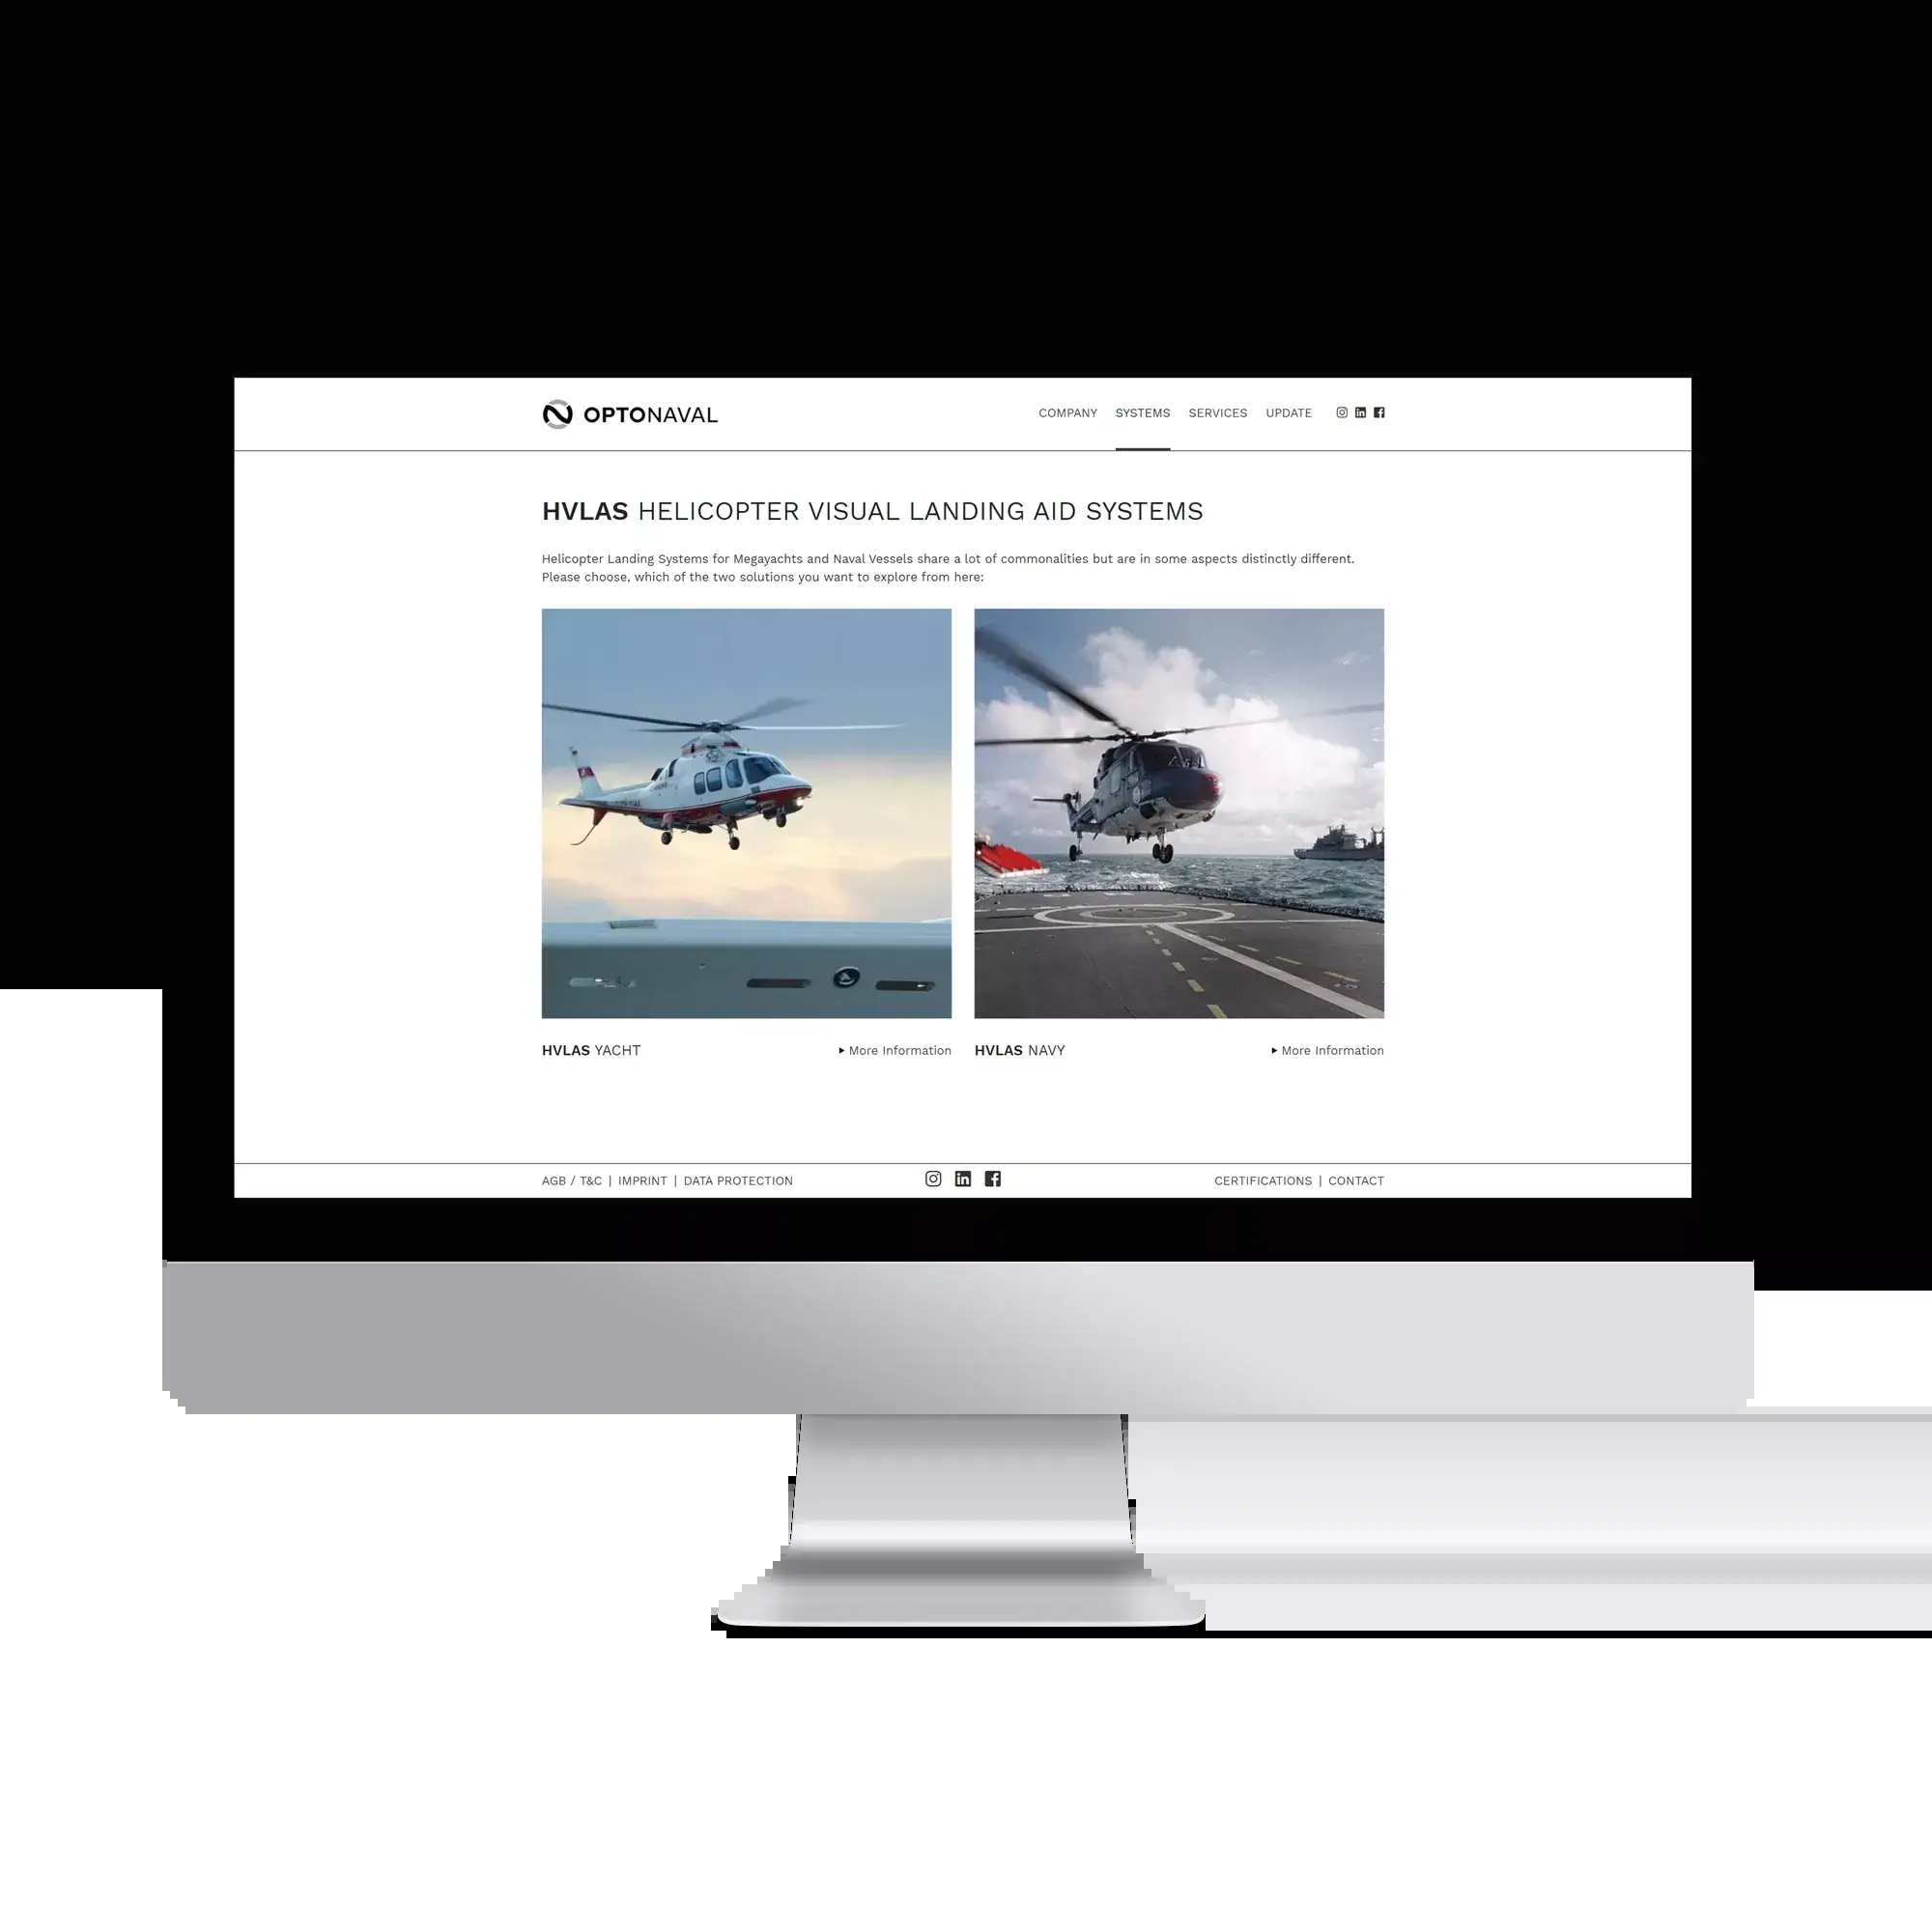 OPTONAVAL
COMPANY SYSTEMS SERVICES UPDATE
HVLAS HELICOPTER VISUAL LANDING AID SYSTEMS
Helicopter Landing Systems for Megayachts and Naval Vessels share a lot of commonalities but are in some aspects distinctly different.
Please choose, which of the two solutions you want to explore from here:
HVLAS YACHT
More Information
HVLAS NAVY
More Information
AGB / T&C | IMPRINT | DATA PROTECTION
CERTIFICATIONS | CONTACT